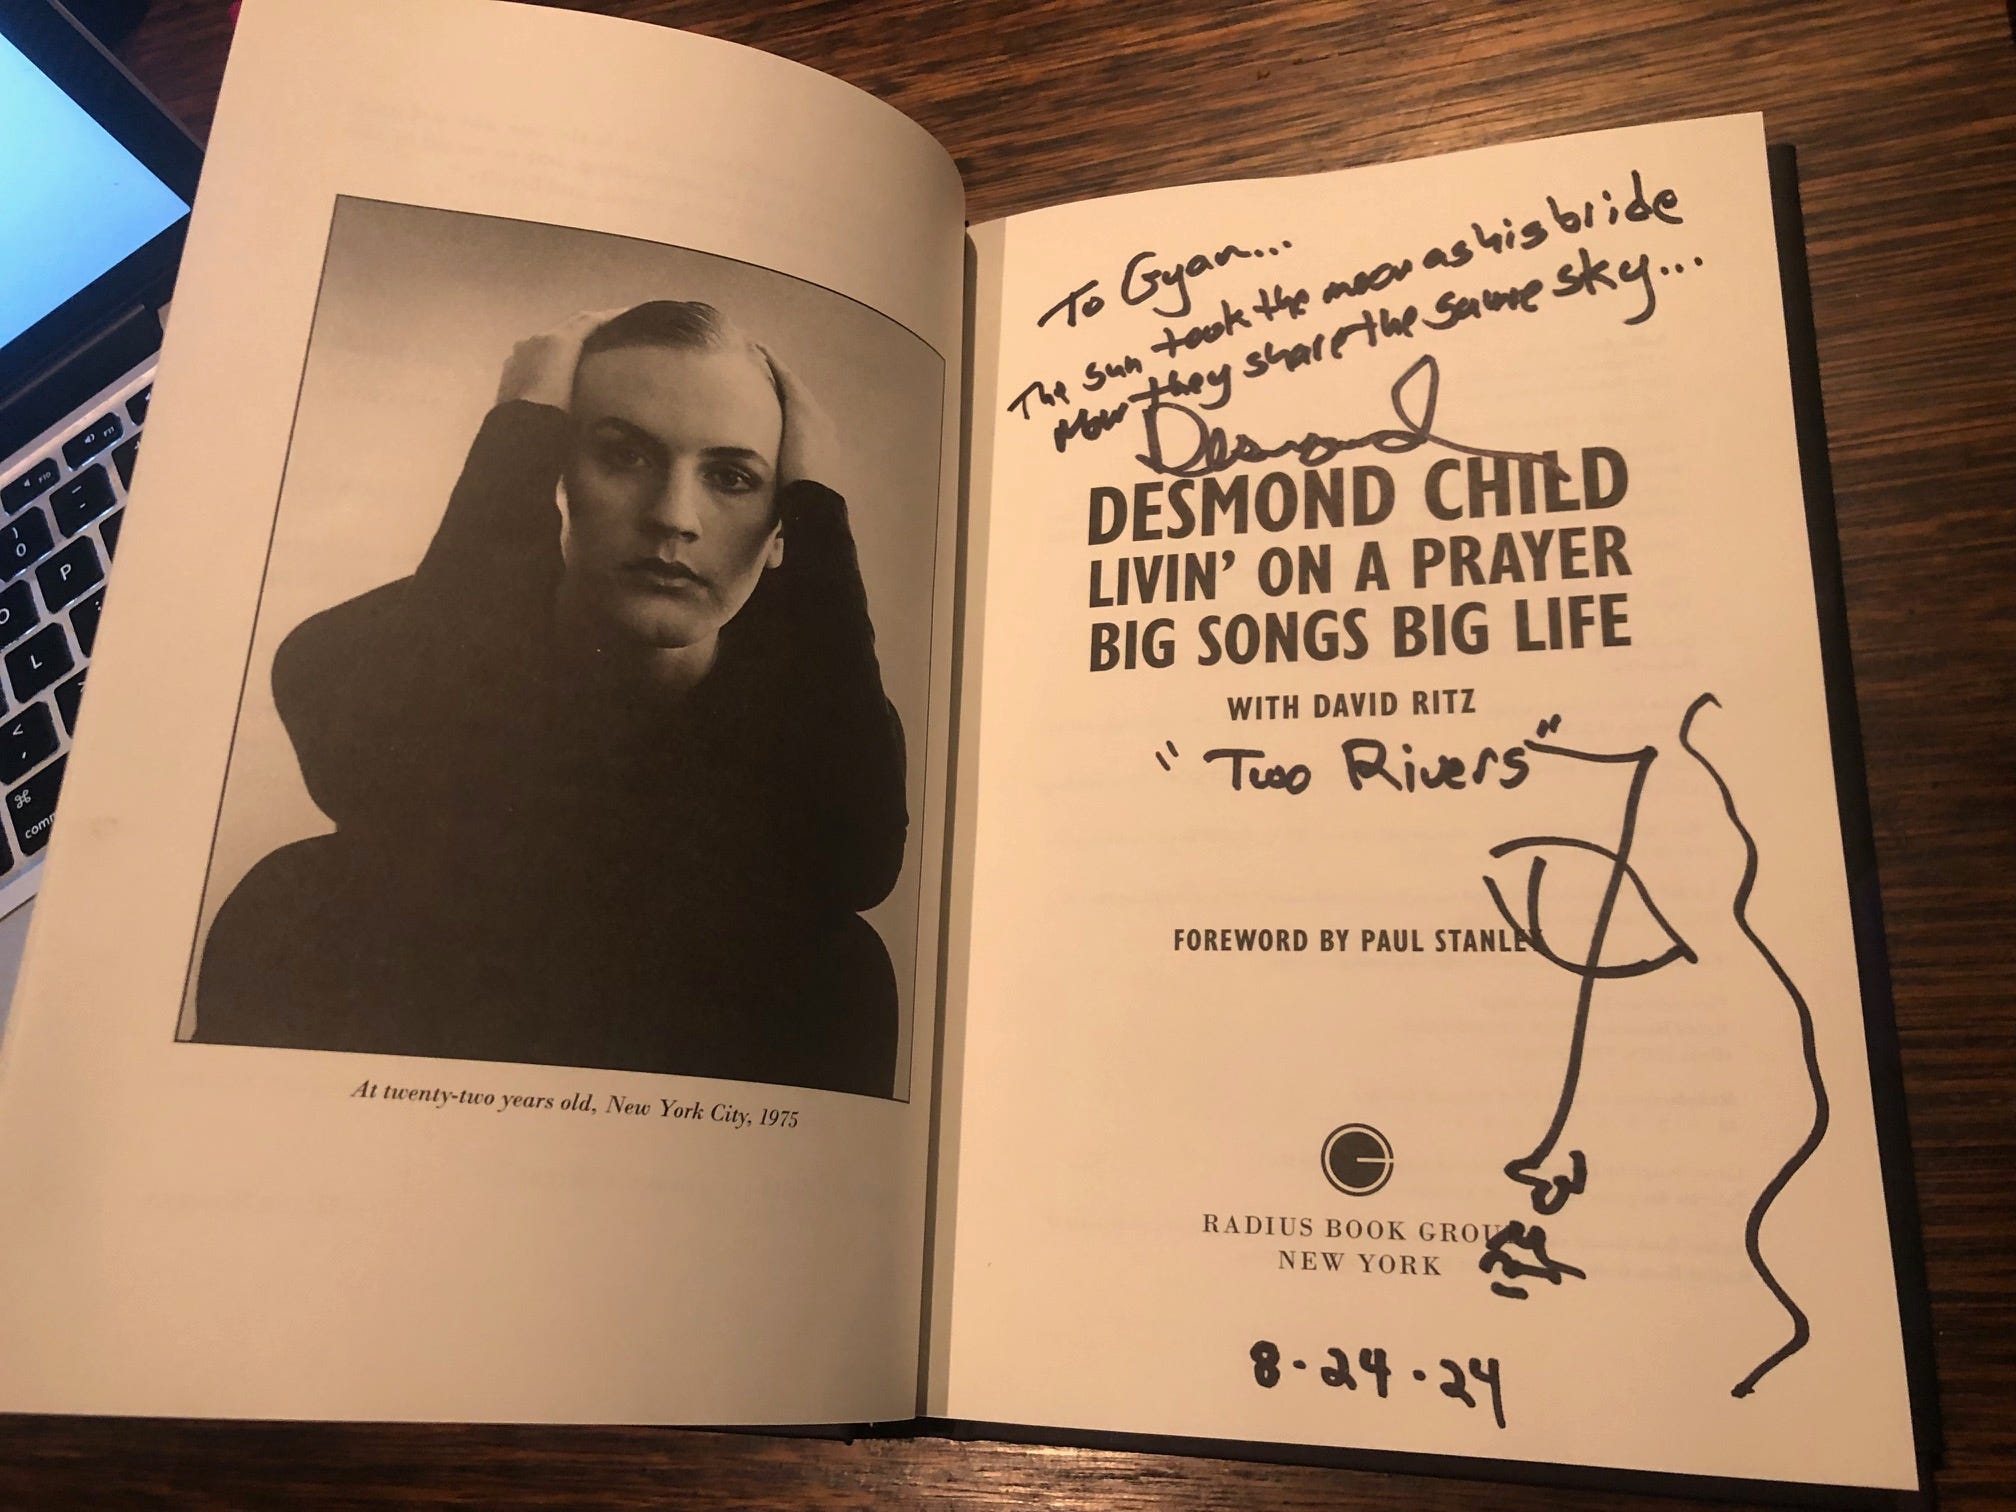 At twenty-two years old, New York City, 1975
To Gyan...
The sun took the moon as his bride
Now they share the same sky...
Desmond
DESMOND CHILD
LIVIN' ON A PRAYER
BIG SONGS BIG LIFE
WITH DAVID RITZ
"Two Rivers"
FOREWORD BY PAUL STANLEY
RADIUS BOOK GROUP
NEW YORK
8-24-24
P
L